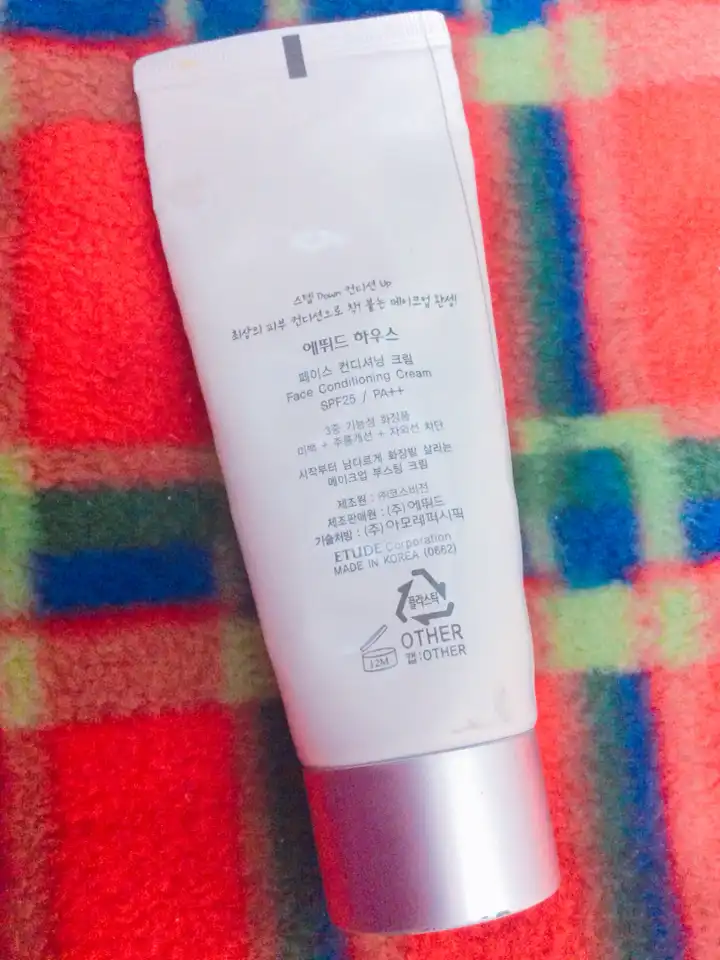 스텝 Down 컨디션 Up
최상의 피부 컨디션으로 착! 붙는 메이크업 완성!
에뛰드 하우스
페이스 컨디셔닝 크림
Face Conditioning Cream
SPF25 / PA++
3중 기능성 화장품
미백 + 주름개선 + 자외선 차단
시작부터 남다르게 화장빨 살리는
메이크업 부스팅 크림
제조원 : ㈜코스비전
제조판매원 : (주)에뛰드
기술처방 : (주)아모레퍼시픽
ETUDE Corporation
MADE IN KOREA (0662)
플라스틱
OTHER
12M
캡:OTHER